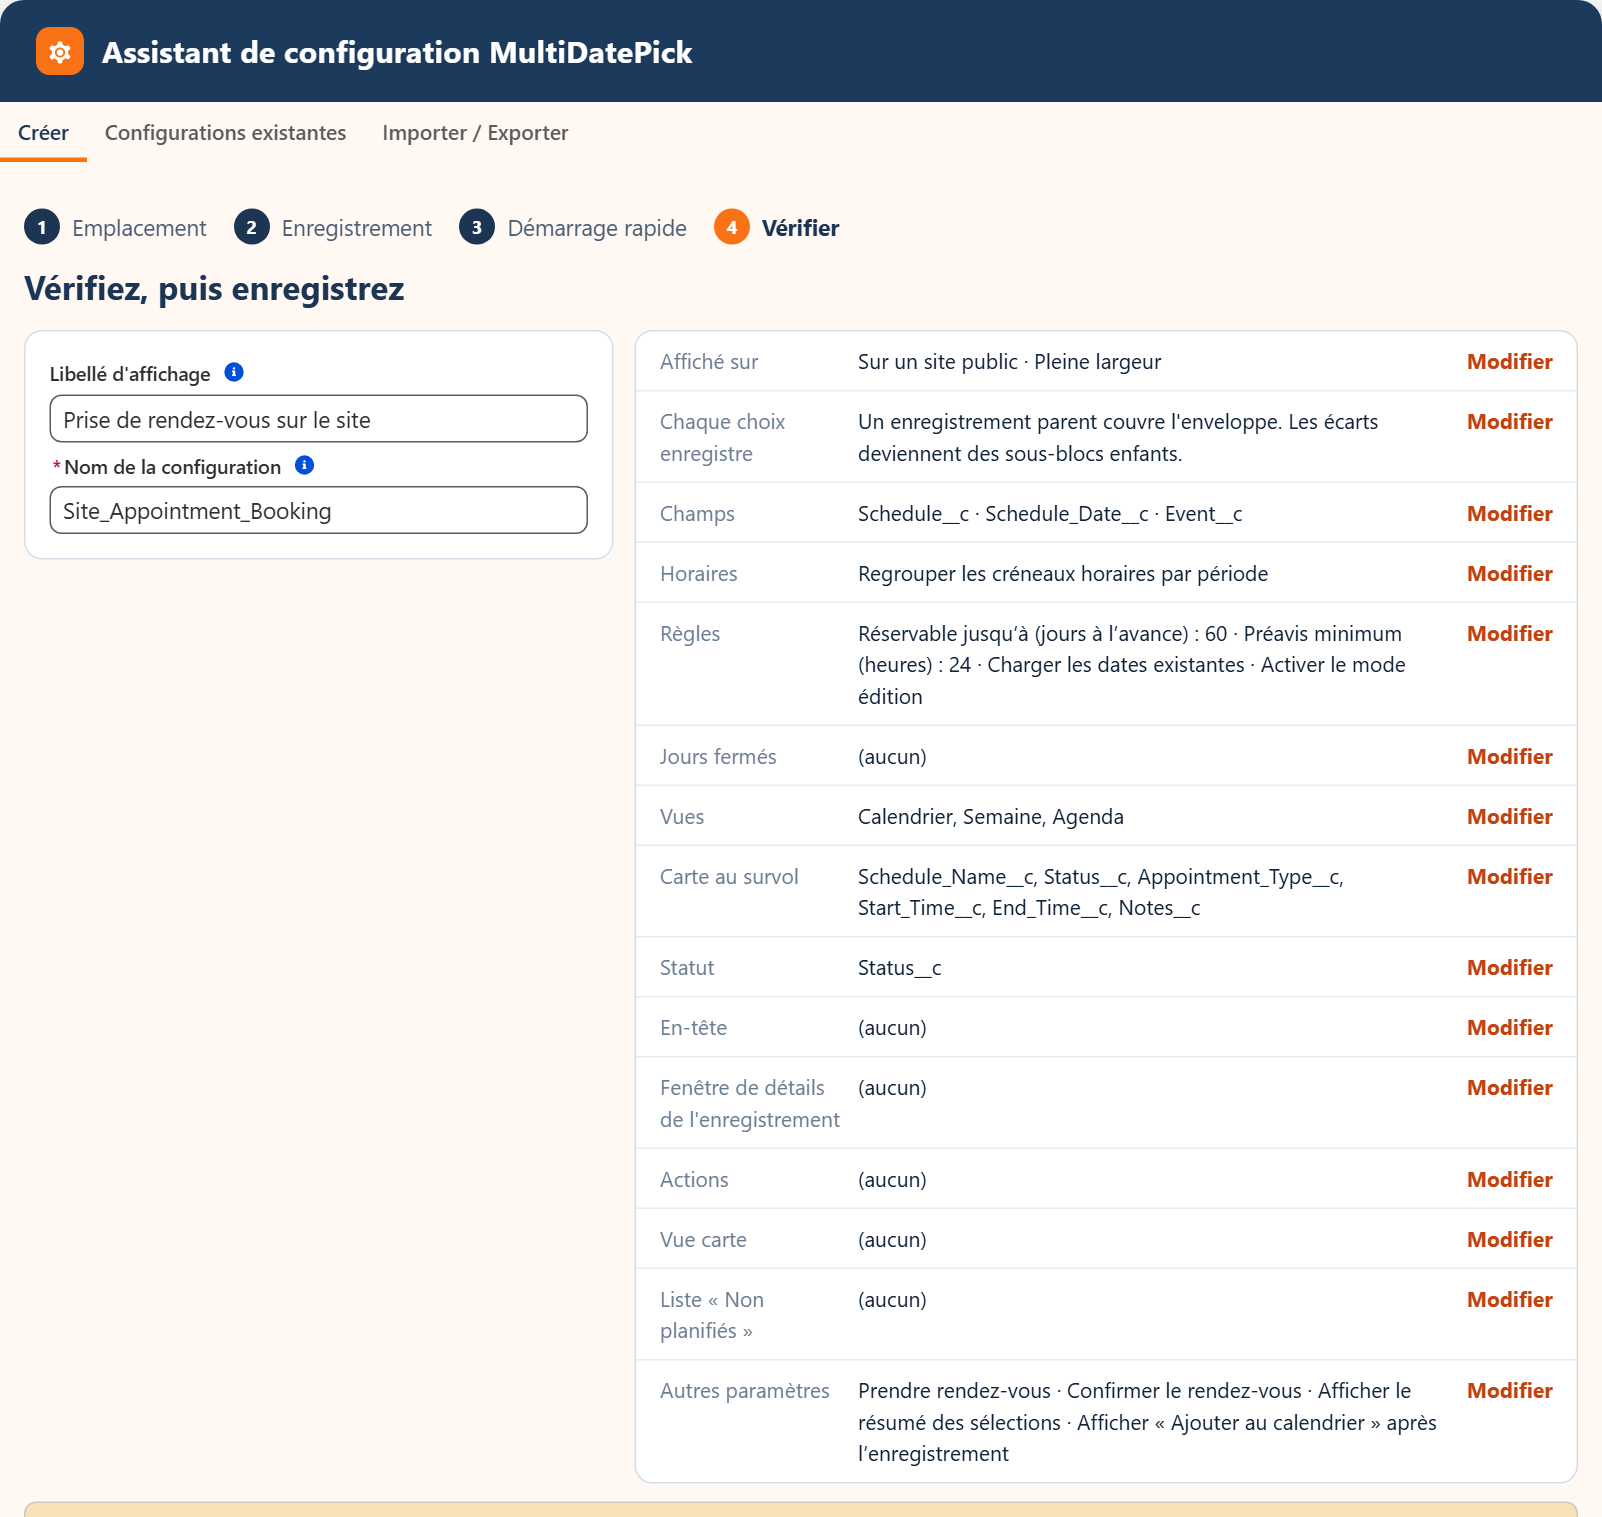 Assistant de configuration MultiDatePick
Créer
Configurations existantes
Importer / Exporter
1 Emplacement
2 Enregistrement
3 Démarrage rapide
4 Vérifier
Vérifiez, puis enregistrez
Libellé d'affichage
Prise de rendez-vous sur le site
*Nom de la configuration
Site_Appointment_Booking
Affiché sur
Sur un site public · Pleine largeur
Modifier
Chaque choix
enregistre
Un enregistrement parent couvre l'enveloppe. Les écarts
deviennent des sous-blocs enfants.
Modifier
Champs
Schedule__c · Schedule_Date__c · Event__c
Modifier
Horaires
Regrouper les créneaux horaires par période
Modifier
Règles
Réservable jusqu’à (jours à l’avance) : 60 · Préavis minimum
(heures) : 24 · Charger les dates existantes · Activer le mode
édition
Modifier
Jours fermés
(aucun)
Modifier
Vues
Calendrier, Semaine, Agenda
Modifier
Carte au survol
Schedule_Name__c, Status__c, Appointment_Type__c,
Start_Time__c, End_Time__c, Notes__c
Modifier
Statut
Status__c
Modifier
En-tête
(aucun)
Modifier
Fenêtre de détails
de l'enregistrement
(aucun)
Modifier
Actions
(aucun)
Modifier
Vue carte
(aucun)
Modifier
Liste « Non
planifiés »
(aucun)
Modifier
Autres paramètres
Prendre rendez-vous · Confirmer le rendez-vous · Afficher le
résumé des sélections · Afficher « Ajouter au calendrier » après
l’enregistrement
Modifier